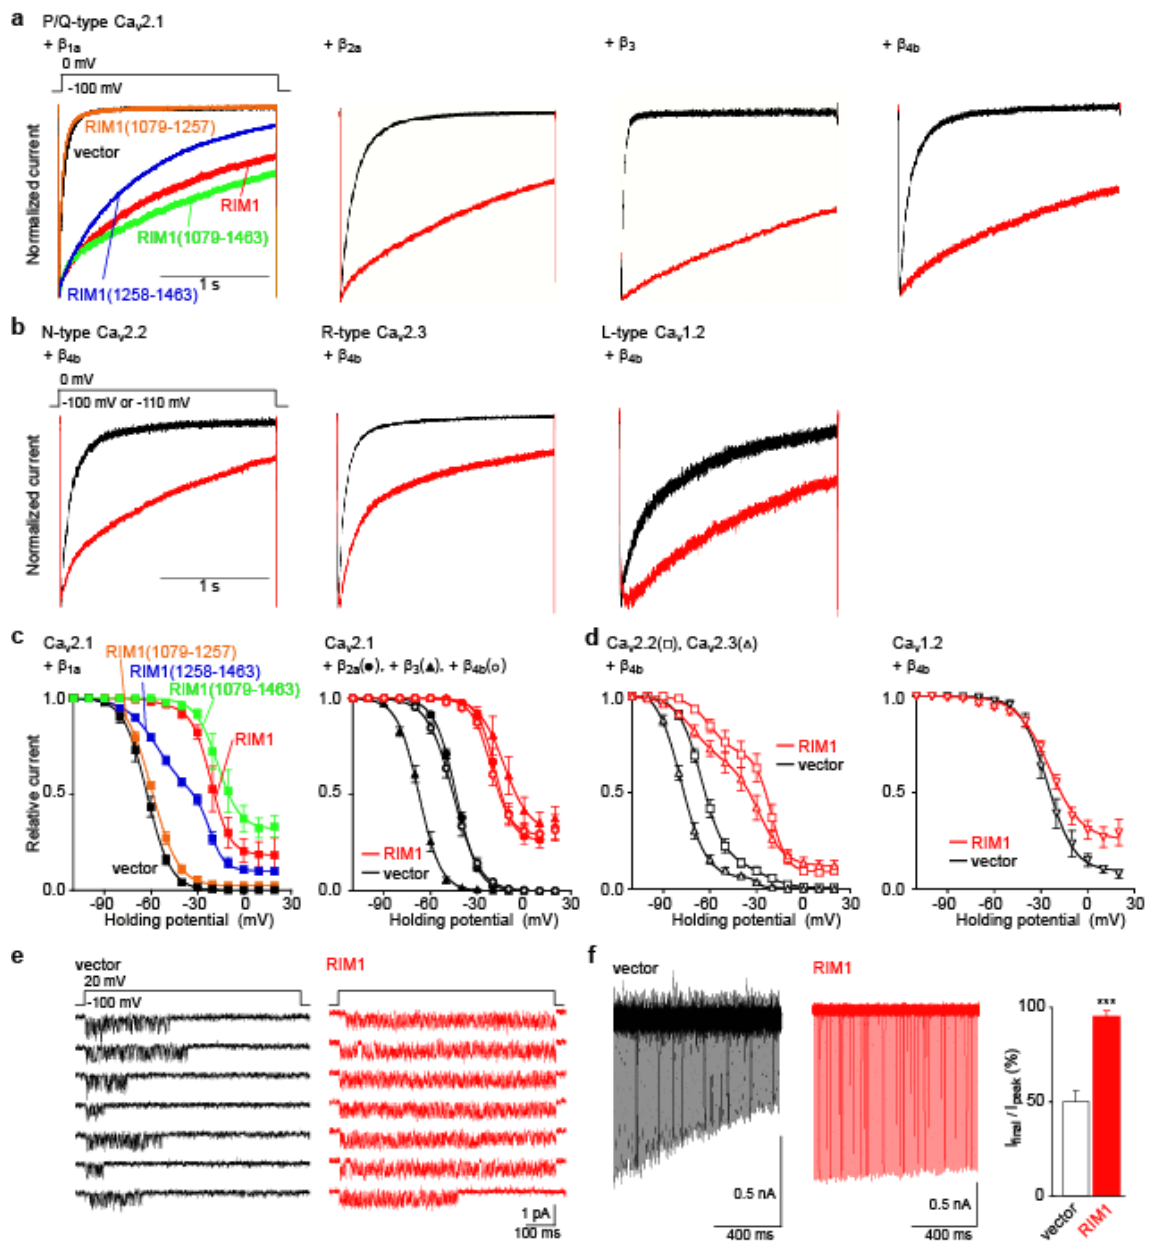 a
P/Q-type Cav2.1
+ β1a
+ β2a
+ β3
+ β4b
0 mV
-100 mV
Normalized current
RIM1(1079-1257)
vector
RIM1
RIM1(1079-1463)
1 s
RIM1(1258-1463)
b
N-type Cav2.2
R-type Cav2.3
L-type Cav1.2
+ β4b
+ β4b
+ β4b
0 mV
-100 mV or -110 mV
Normalized current
1 s
c
Cav2.1
+ β1a
RIM1(1079-1257)
RIM1(1258-1463)
RIM1(1079-1463)
RIM1
vector
1.0
0.5
0.0
Relative current
-90 -60 -30 0 30
Holding potential (mV)
Cav2.1
+ β2a(●), + β3(▲), + β4b(○)
1.0
0.5
0.0
RIM1
vector
-90 -60 -30 0 30
Holding potential (mV)
d
Cav2.2(□), Cav2.3(△)
+ β4b
1.0
0.5
0.0
RIM1
vector
-90 -60 -30 0 30
Holding potential (mV)
Cav1.2
+ β4b
1.0
0.5
0.0
RIM1
vector
-90 -60 -30 0 30
Holding potential (mV)
e
vector
20 mV
-100 mV
RIM1
1 pA
100 ms
f
vector
0.5 nA
400 ms
RIM1
0.5 nA
400 ms
100
50
0
Ifinal / Ipeak (%)
***
vector
RIM1